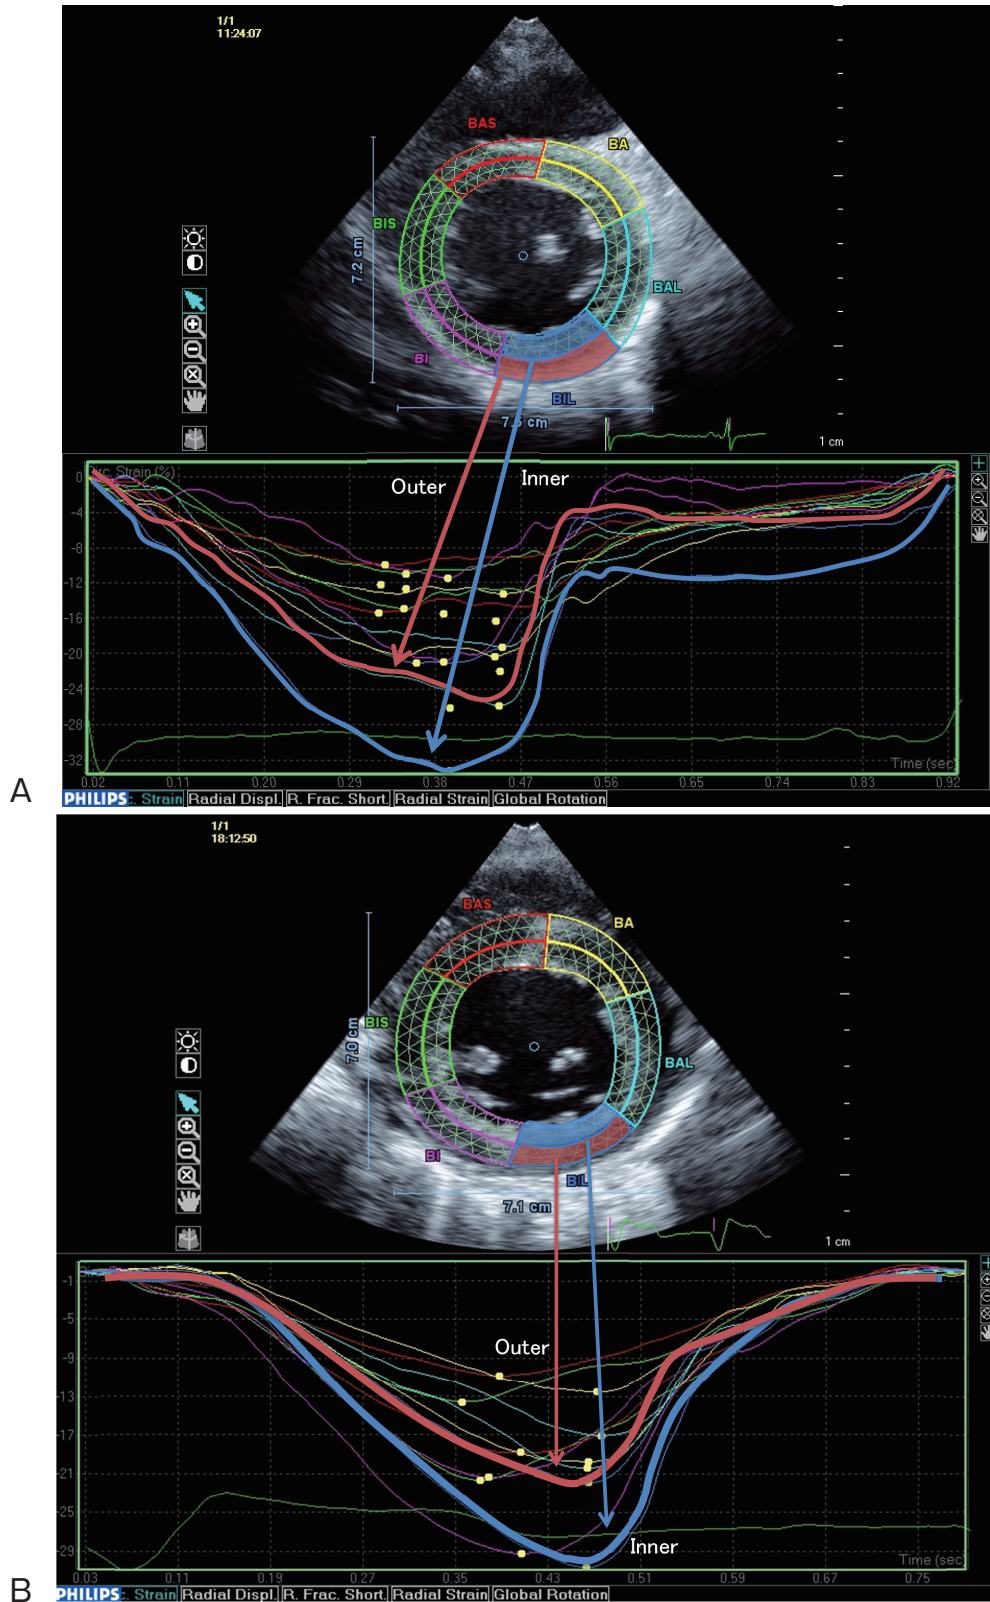 1/1
11:24:07
BAS
BA
BIS
7.2 cm
BAL
BI
BIL
7.5 cm
1 cm
Circ. Strain (%)
Outer
Inner
0
-4
-8
-12
-16
-20
-24
-28
-32
Time (sec)
0.02 0.11 0.20 0.29 0.38 0.47 0.56 0.65 0.74 0.83 0.92
A
PHILIPS c. Strain Radial Displ. R. Frac. Short. Radial Strain Global Rotation
1/1
18:12:50
BAS
BA
BIS
7.0 cm
BAL
BI
BIL
7.1 cm
1 cm
-1
-5
-9
Outer
-13
-17
-21
-25
Inner
-29
Time (sec)
0.03 0.11 0.19 0.27 0.35 0.43 0.51 0.59 0.67 0.75
B
PHILIPS c. Strain Radial Displ. R. Frac. Short. Radial Strain Global Rotation